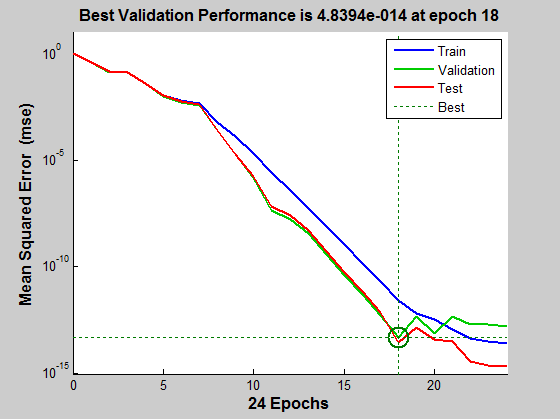 Best Validation Performance is 4.8394e-014 at epoch 18
Train
Validation
Test
Best
Mean Squared Error (mse)
10^0
10^-5
10^-10
10^-15
0
5
10
15
20
24 Epochs